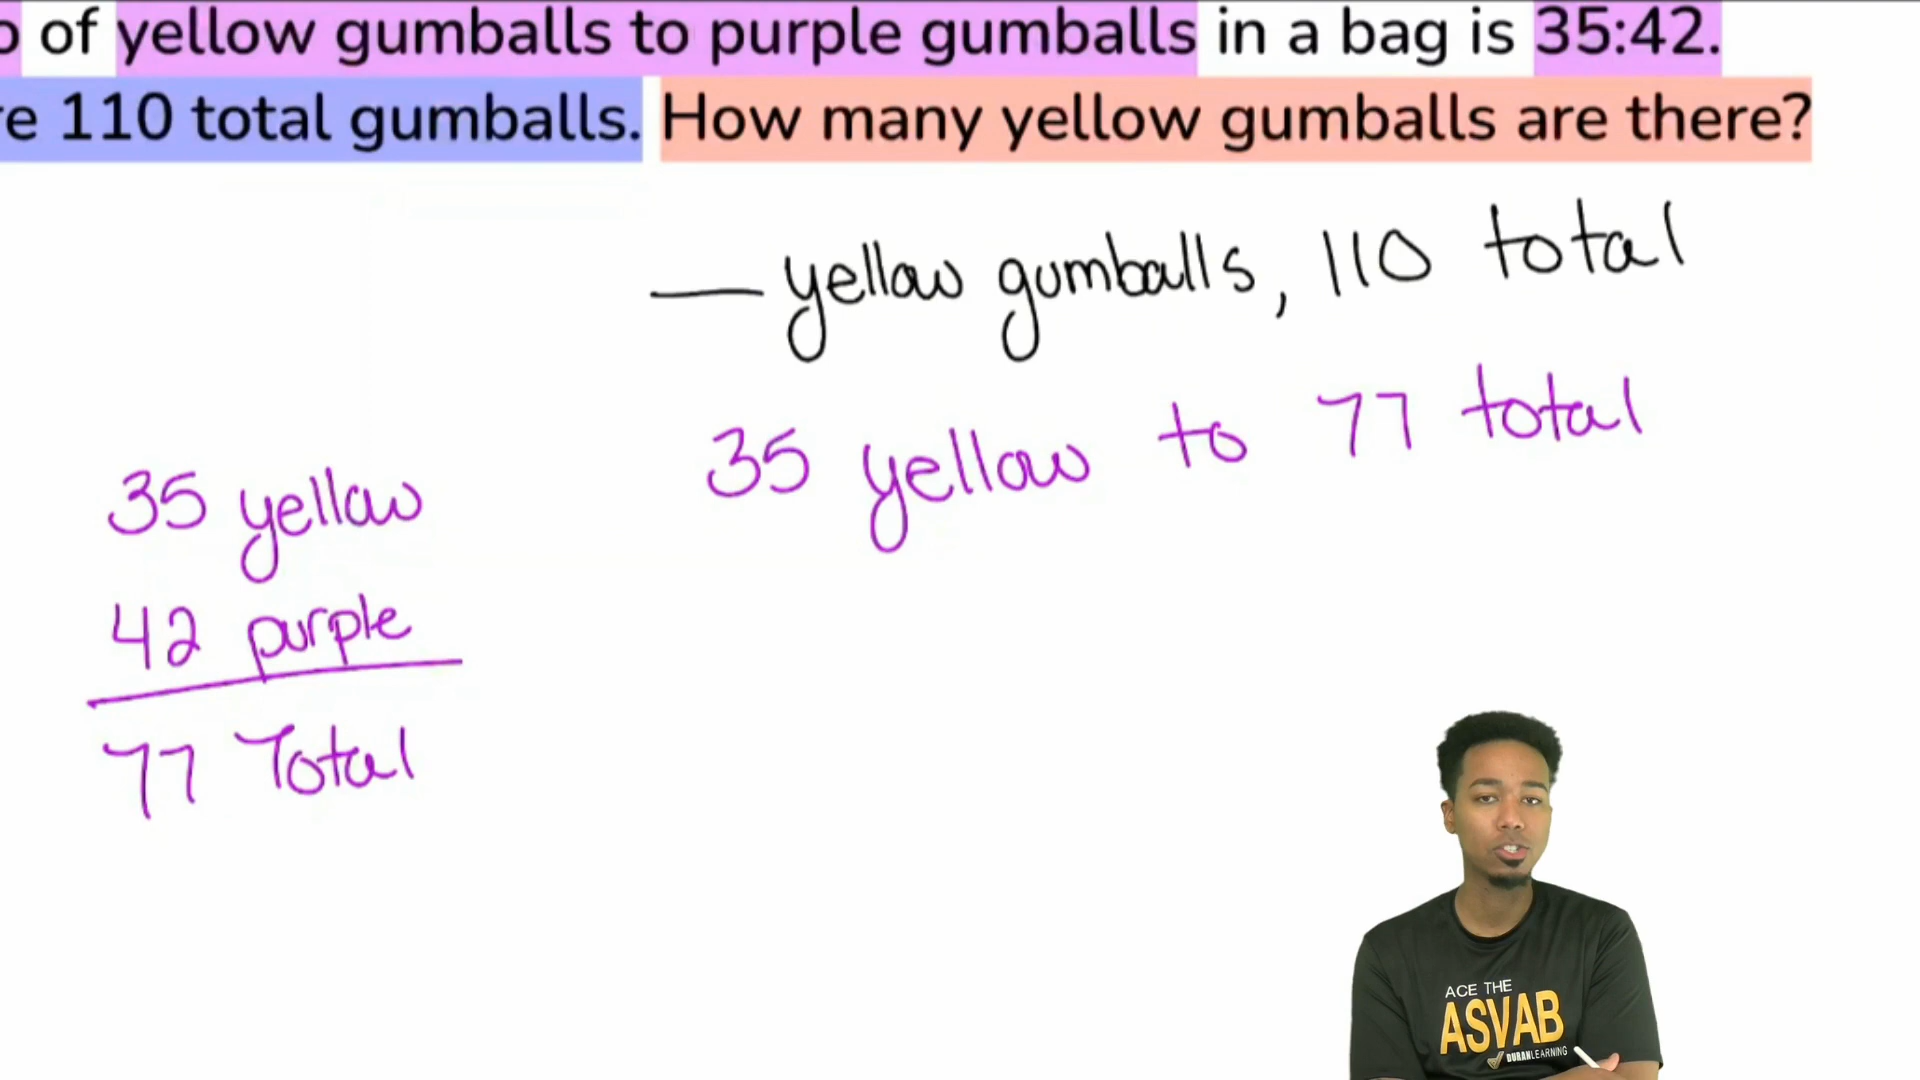 of yellow gumballs to purple gumballs in a bag is 35:42.
110 total gumballs. How many yellow gumballs are there?
— yellow gumballs, 110 total
35 yellow to 77 total
35 yellow
42 purple
77 Total
ACE THE
ASVAB
DURANLEARNING